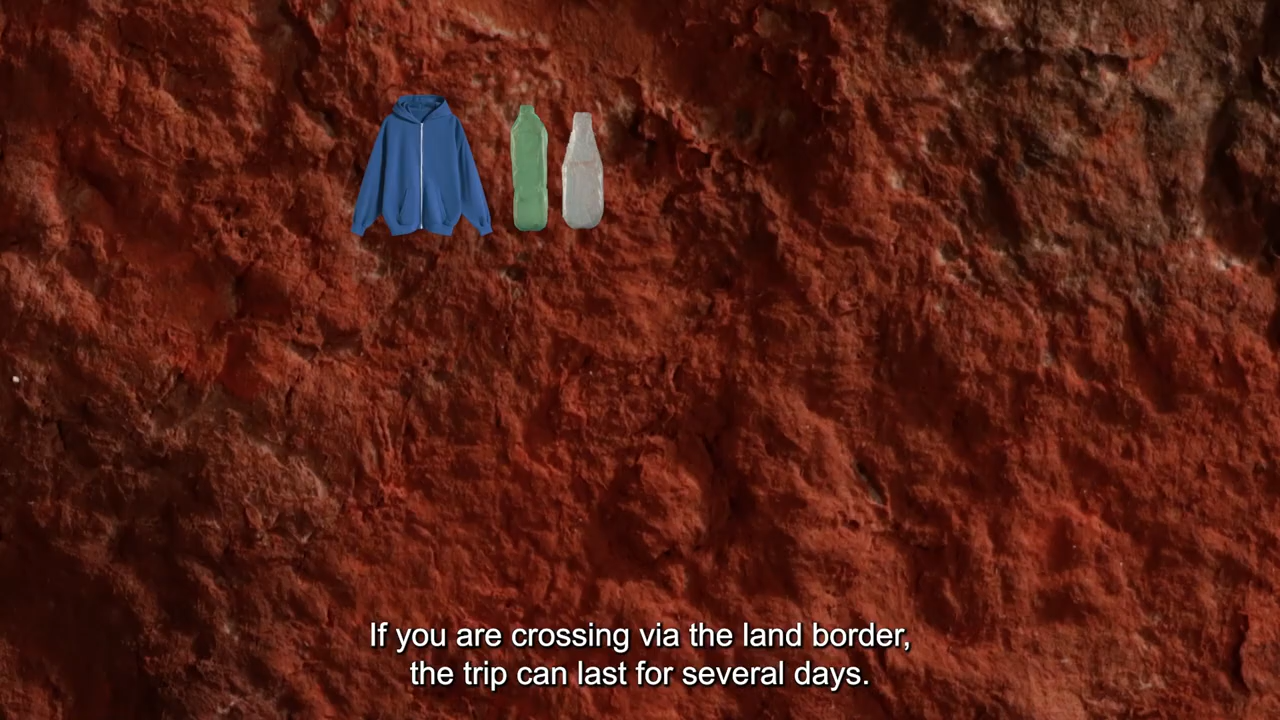 If you are crossing via the land border,
the trip can last for several days.